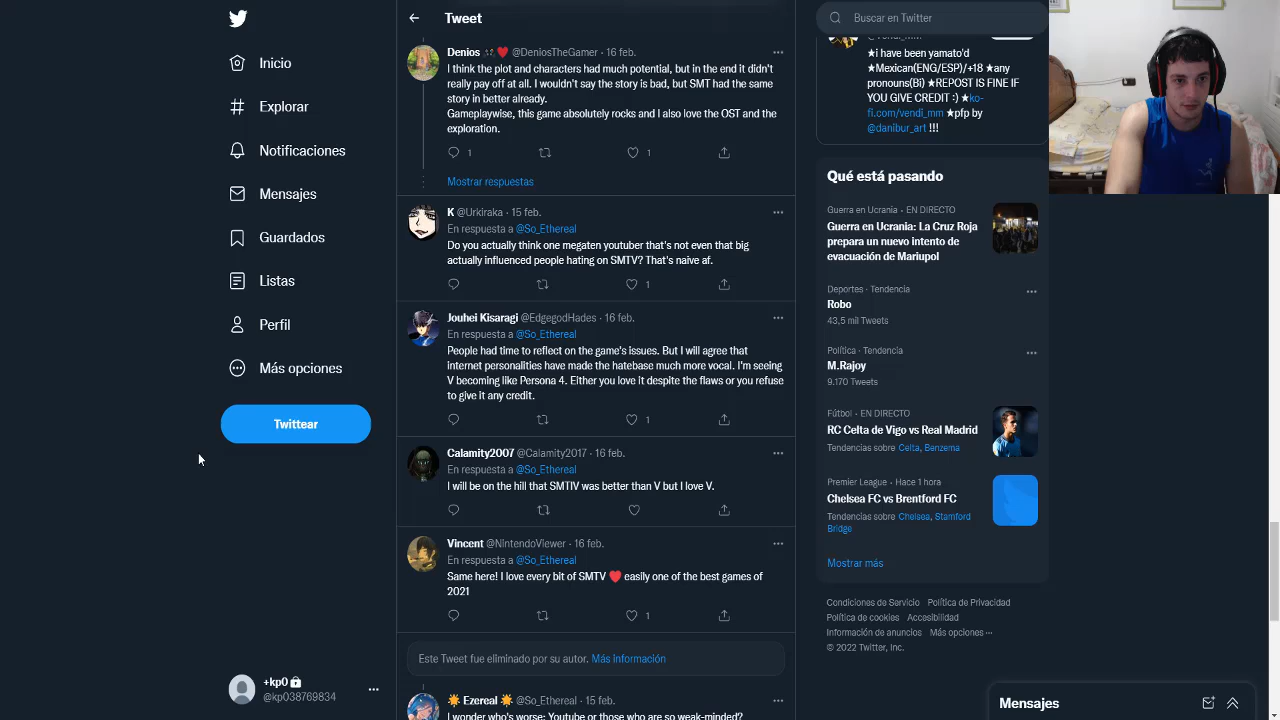 Inicio
Explorar
Notificaciones
Mensajes
Guardados
Listas
Perfil
Más opciones
Twittear
+kp0
@kp038769834
Tweet
Denios @DeniosTheGamer · 16 feb.
I think the plot and characters had much potential, but in the end it didn't
really pay off at all. I wouldn't say the story is bad, but SMT had the same
story in better already.
Gameplaywise, this game absolutely rocks and I also love the OST and the
exploration.
1
1
Mostrar respuestas
K @Urkiraka · 15 feb.
En respuesta a @So_Ethereal
Do you actually think one megaten youtuber that's not even that big
actually influenced people hating on SMTV? That's naive af.
1
Jouhei Kisaragi @EdgegodHades · 16 feb.
En respuesta a @So_Ethereal
People had time to reflect on the game's issues. But I will agree that
internet personalities have made the hatebase much more vocal. I'm seeing
V becoming like Persona 4. Either you love it despite the flaws or you refuse
to give it any credit.
1
Calamity2007 @Calamity2017 · 16 feb.
En respuesta a @So_Ethereal
I will be on the hill that SMTIV was better than V but I love V.
Vincent @NintendoViewer · 16 feb.
En respuesta a @So_Ethereal
Same here! I love every bit of SMTV ❤ easily one of the best games of
2021
1
Este Tweet fue eliminado por su autor. Más información
Ezereal @So_Ethereal · 15 feb.
I wonder who's worse: Youtube or those who are so weak-minded?
Buscar en Twitter
@vendi_mm
★i have been yamato'd
★Mexican(ENG/ESP)/+18 ★any
pronouns(Bi) ★REPOST IS FINE IF
YOU GIVE CREDIT :) ★ko-
fi.com/vendi_mm ★pfp by
@danibur_art !!!
Qué está pasando
Guerra en Ucrania · EN DIRECTO
Guerra en Ucrania: La Cruz Roja
prepara un nuevo intento de
evacuación de Mariupol
Deportes · Tendencia
Robo
43,5 mil Tweets
Política · Tendencia
M.Rajoy
9.170 Tweets
Fútbol · EN DIRECTO
RC Celta de Vigo vs Real Madrid
Tendencias sobre Celta, Benzema
Premier League · Hace 1 hora
Chelsea FC vs Brentford FC
Tendencias sobre Chelsea, Stamford
Bridge
Mostrar más
Condiciones de Servicio Política de Privacidad
Política de cookies Accesibilidad
Información de anuncios Más opciones ···
© 2022 Twitter, Inc.
Mensajes